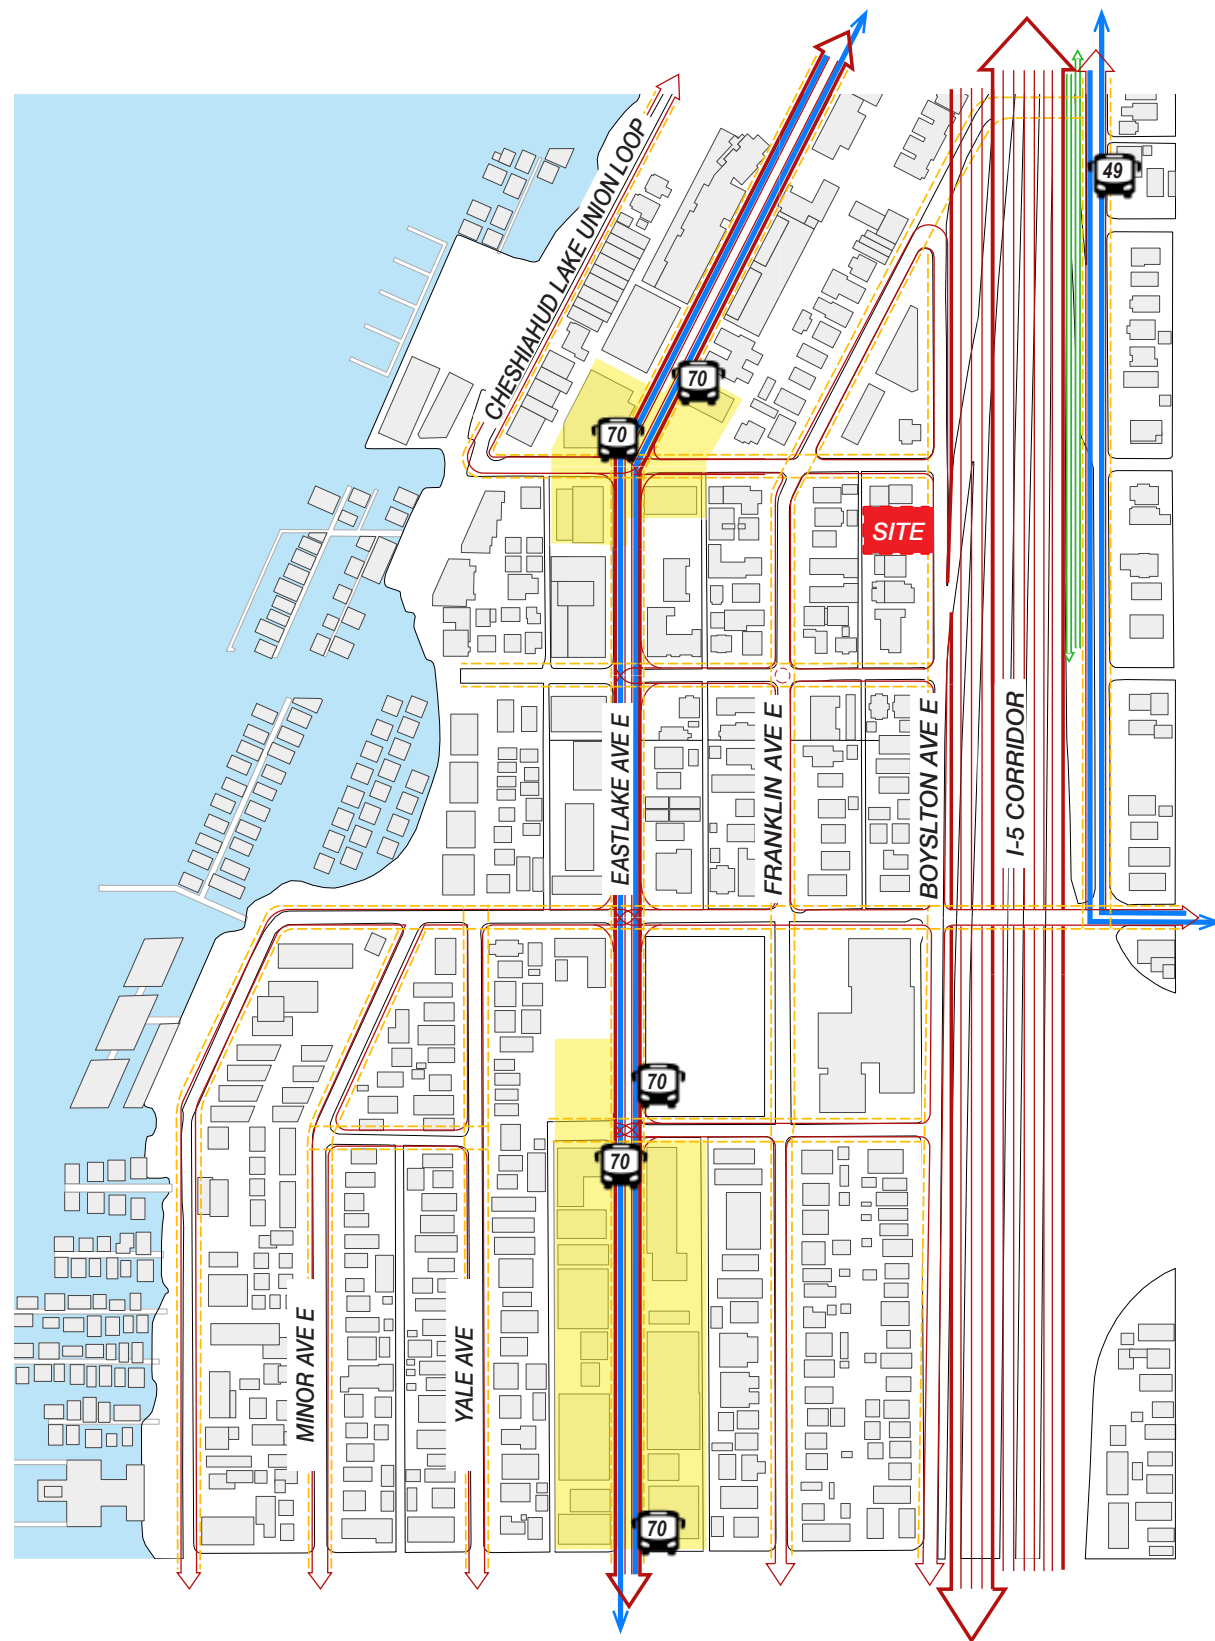 CHESHIAHUD LAKE UNION LOOP
49
70
70
SITE
EASTLAKE AVE E
FRANKLIN AVE E
BOYSLTON AVE E
I-5 CORRIDOR
70
70
MINOR AVE E
YALE AVE
70